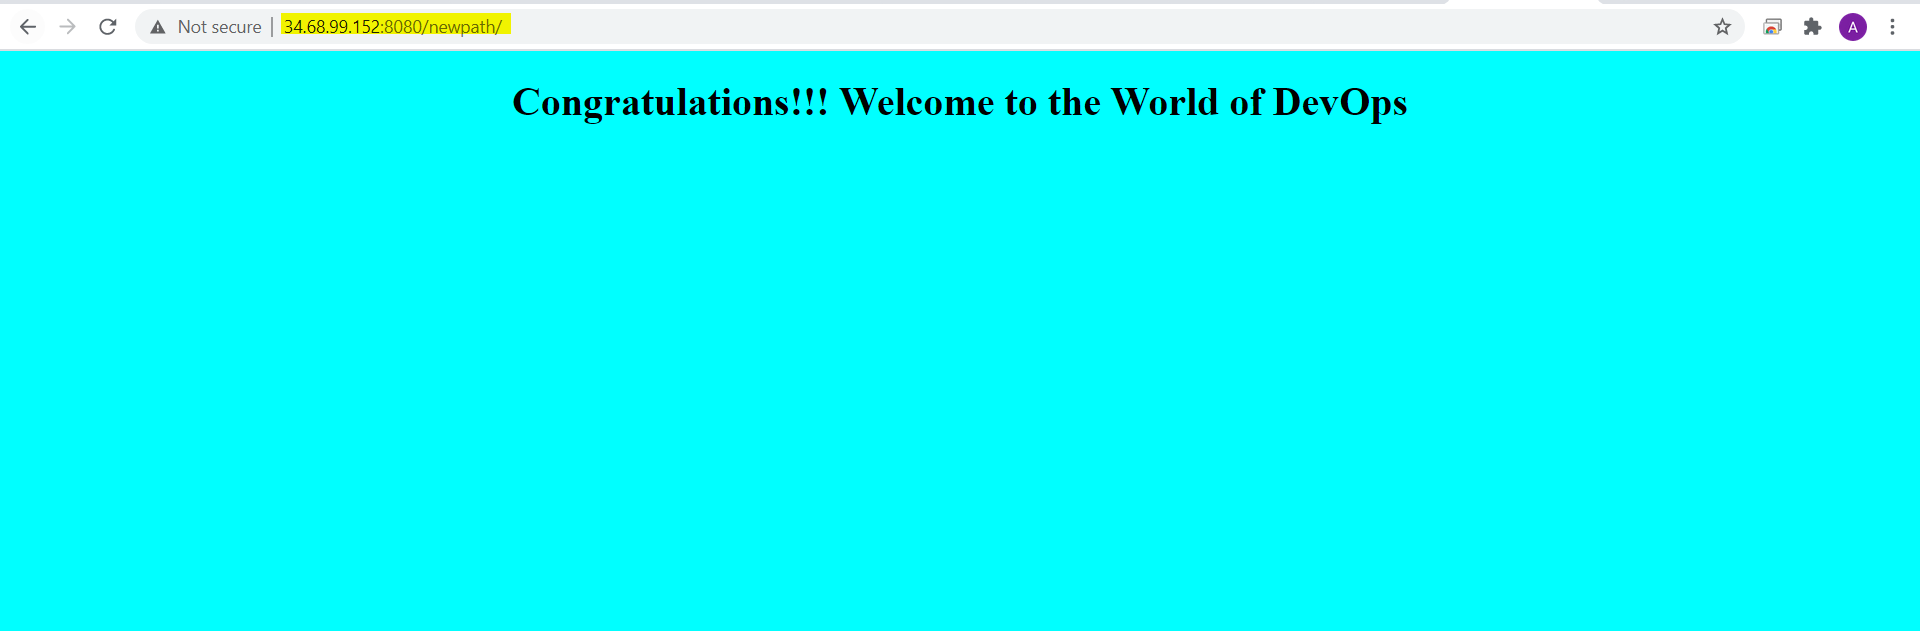 Not secure | 34.68.99.152:8080/newpath/
A
Congratulations!!! Welcome to the World of DevOps